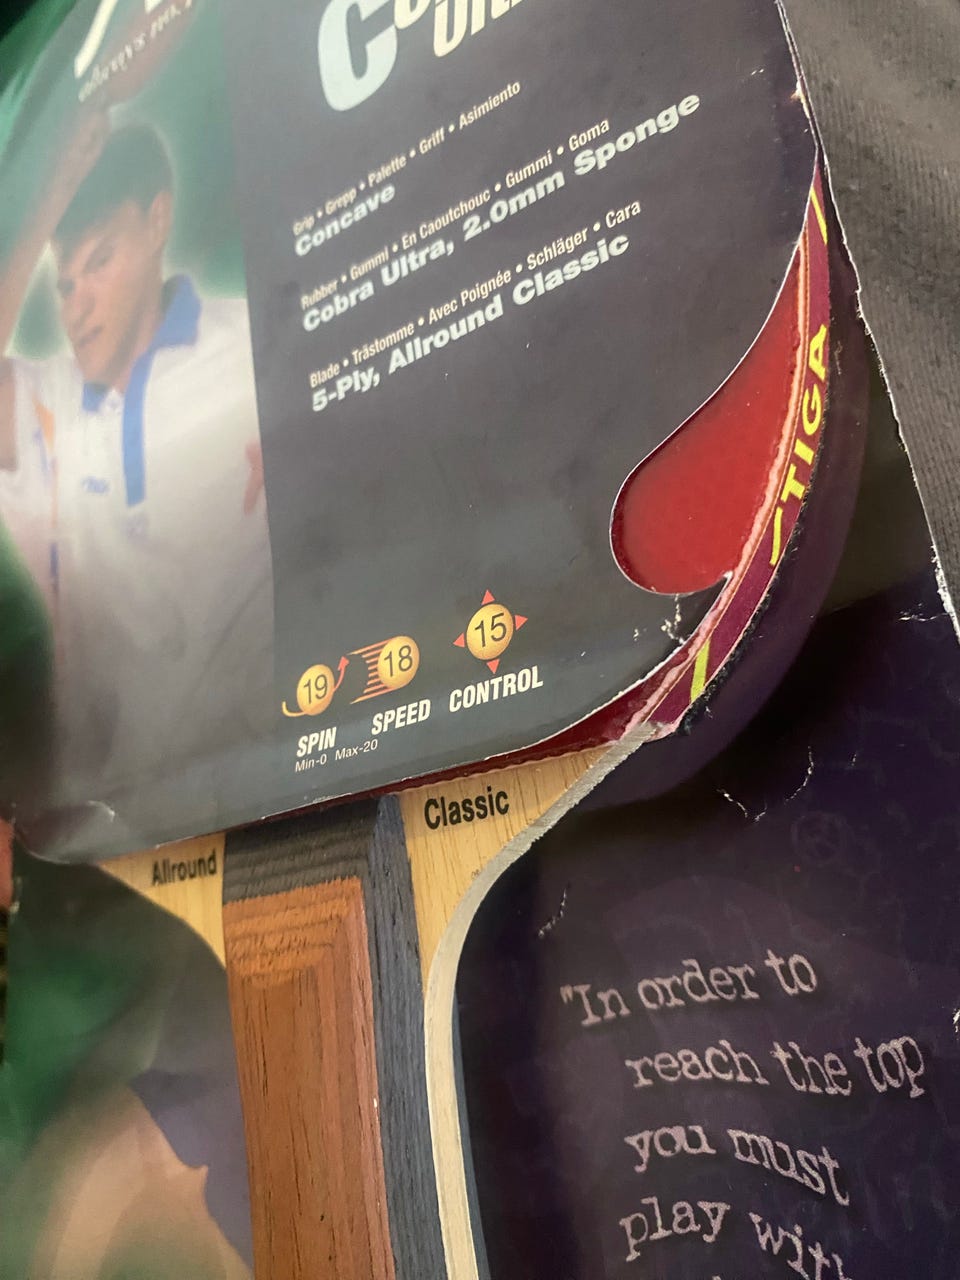 Grip • Grepp • Palette • Griff • Asimiento
Concave
Rubber • Gummi • En Caoutchouc • Gummi • Goma
Cobra Ultra, 2.0mm Sponge
Blade • Trästomme • Avec Poignée • Schläger • Cara
5-Ply, Allround Classic
STIGA
19 18 15
SPIN SPEED CONTROL
Min-0 Max-20
Allround Classic
"In order to
reach the top
you must
play with